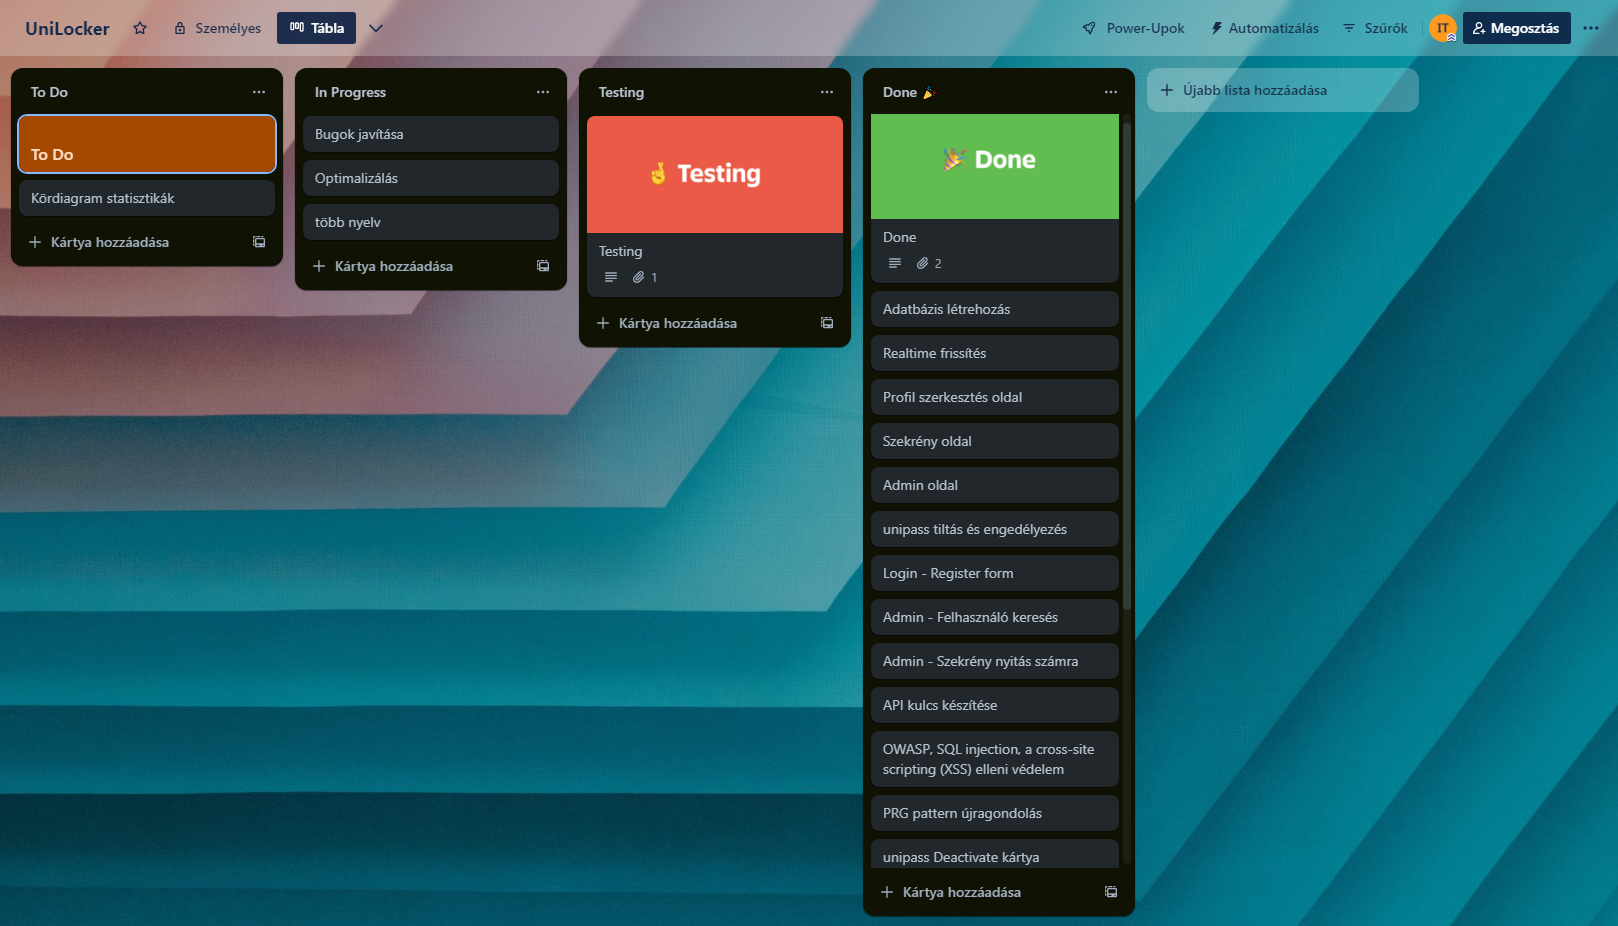 UniLocker
Személyes
Tábla
Power-Upok
Automatizálás
Szűrők
IT
Megosztás
To Do
To Do
Kördiagram statisztikák
Kártya hozzáadása
In Progress
Bugok javítása
Optimalizálás
több nyelv
Kártya hozzáadása
Testing
🤞 Testing
Testing
1
Kártya hozzáadása
Done 🎉
🎉 Done
Done
2
Adatbázis létrehozás
Realtime frissítés
Profil szerkesztés oldal
Szekrény oldal
Admin oldal
unipass tiltás és engedélyezés
Login - Register form
Admin - Felhasználó keresés
Admin - Szekrény nyitás számra
API kulcs készítése
OWASP, SQL injection, a cross-site
scripting (XSS) elleni védelem
PRG pattern újragondolás
unipass Deactivate kártya
Kártya hozzáadása
Újabb lista hozzáadása